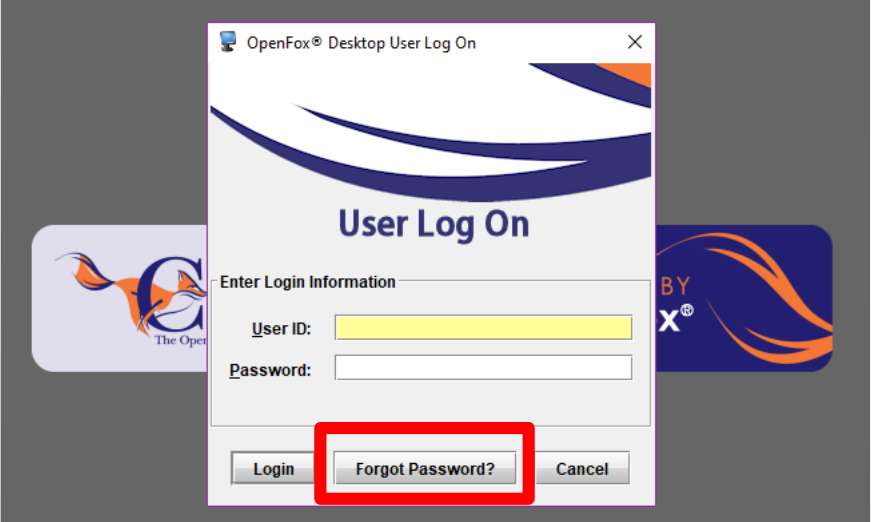 OpenFox® Desktop User Log On
User Log On
Enter Login Information
BY
User ID:
x®
The Oper
Password:
Login
Forgot Password?
Cancel